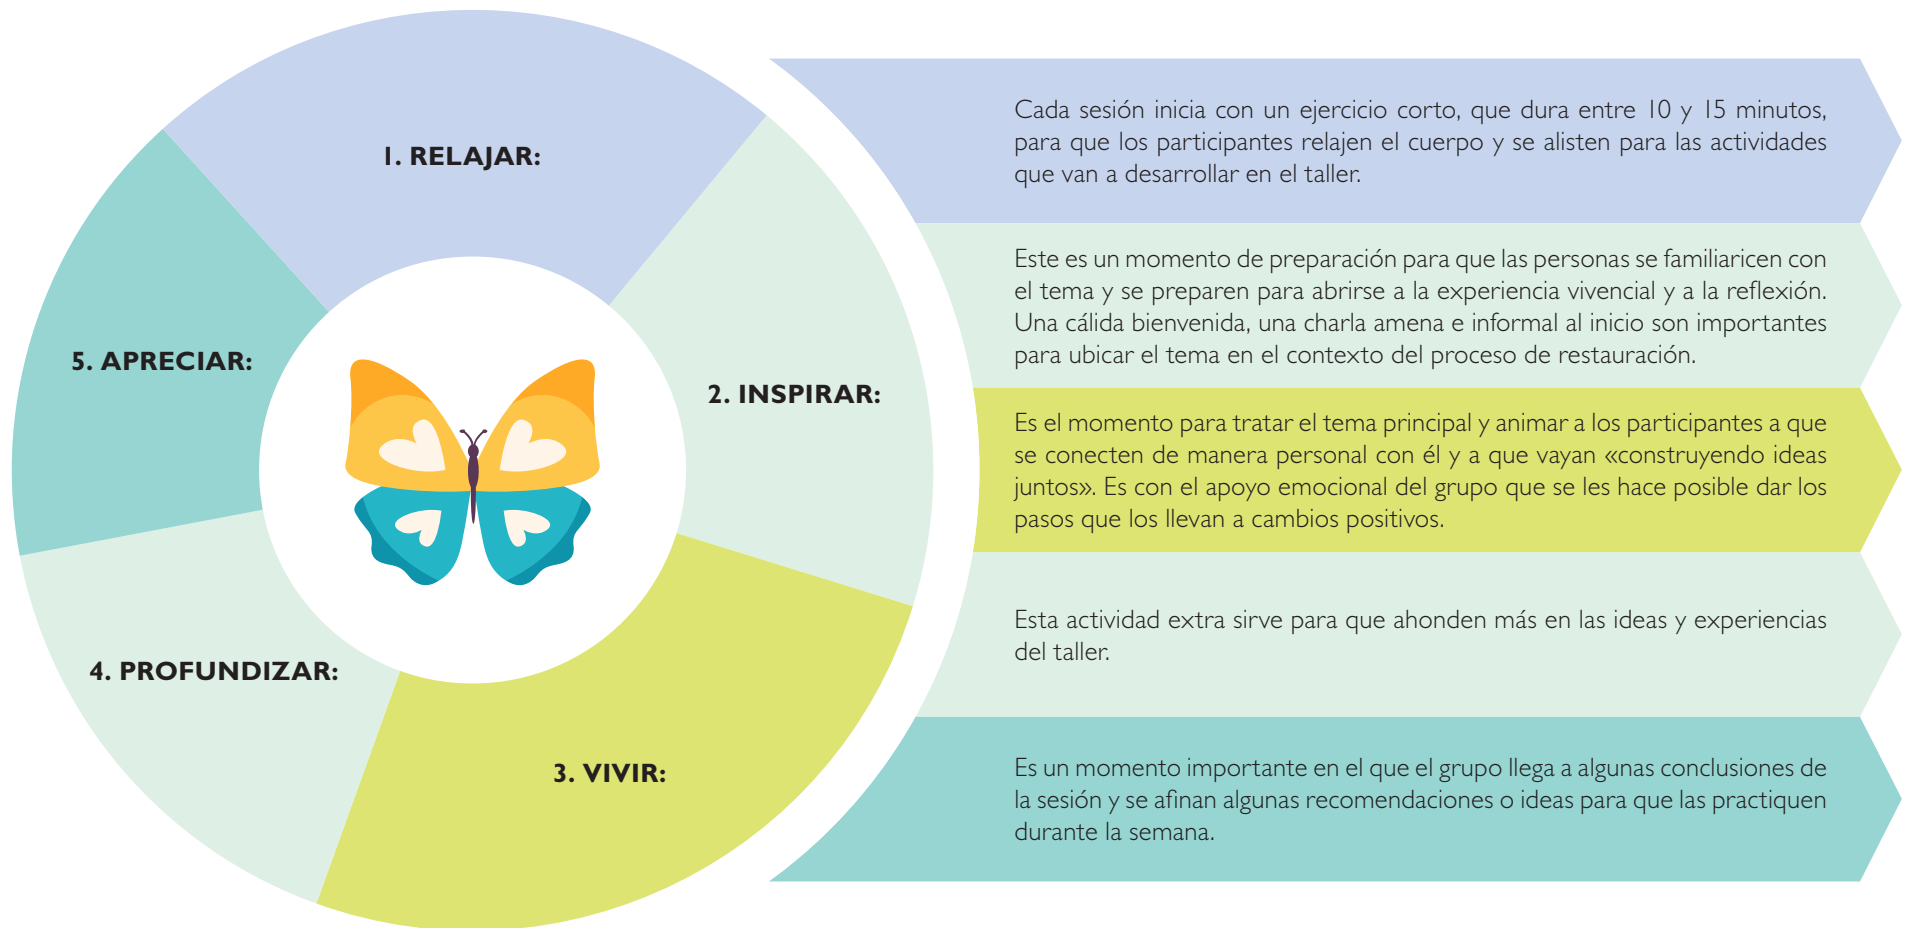 1. RELAJAR:
Cada sesión inicia con un ejercicio corto, que dura entre 10 y 15 minutos,
para que los participantes relajen el cuerpo y se alisten para las actividades
que van a desarrollar en el taller.
2. INSPIRAR:
Este es un momento de preparación para que las personas se familiaricen con
el tema y se preparen para abrirse a la experiencia vivencial y a la reflexión.
Una cálida bienvenida, una charla amena e informal al inicio son importantes
para ubicar el tema en el contexto del proceso de restauración.
3. VIVIR:
Es el momento para tratar el tema principal y animar a los participantes a que
se conecten de manera personal con él y a que vayan «construyendo ideas
juntos». Es con el apoyo emocional del grupo que se les hace posible dar los
pasos que los llevan a cambios positivos.
4. PROFUNDIZAR:
Esta actividad extra sirve para que ahonden más en las ideas y experiencias
del taller.
5. APRECIAR:
Es un momento importante en el que el grupo llega a algunas conclusiones de
la sesión y se afinan algunas recomendaciones o ideas para que las practiquen
durante la semana.